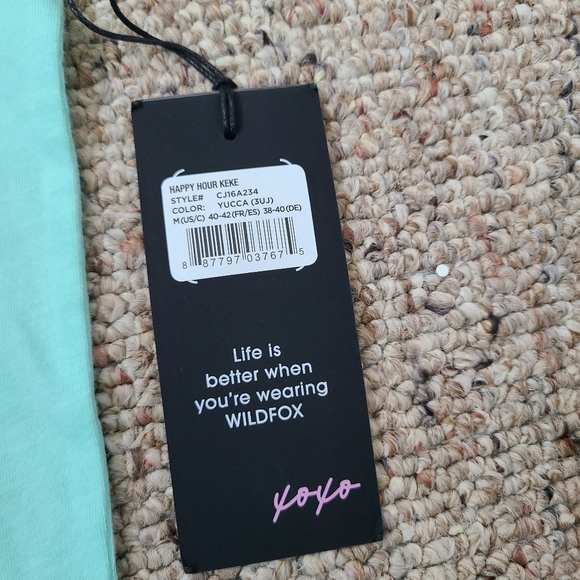 HAPPY HOUR KEKE
STYLE# CJ16A234
COLOR: YUCCA (3UJ)
M(US/C) 40-42(FR/ES) 38-40(DE)
8 87797 03767 5
Life is
better when
you're wearing
WILDFOX
xoxo